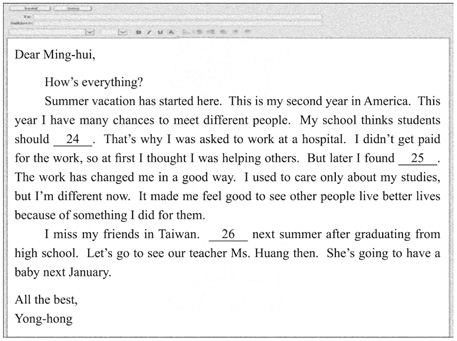 Dear Ming-hui,
How's everything?
Summer vacation has started here. This is my second year in America. This
year I have many chances to meet different people. My school thinks students
should 24 . That's why I was asked to work at a hospital. I didn't get paid
for the work, so at first I thought I was helping others. But later I found 25 .
The work has changed me in a good way. I used to care only about my studies,
but I'm different now. It made me feel good to see other people live better lives
because of something I did for them.
I miss my friends in Taiwan. 26 next summer after graduating from
high school. Let's go to see our teacher Ms. Huang then. She's going to have a
baby next January.
All the best,
Yong-hong